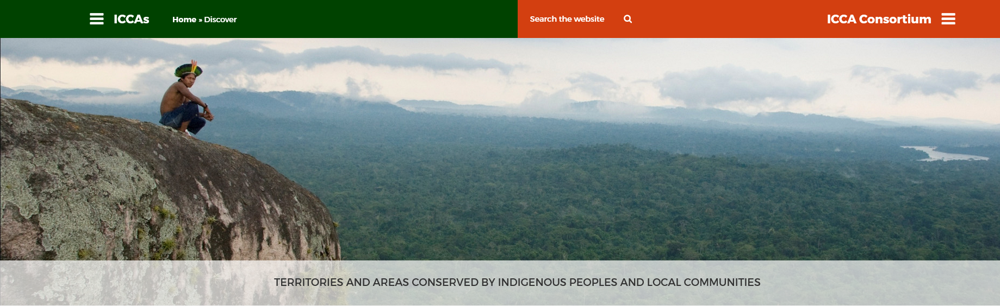 ICCAs
Home » Discover
Search the website
ICCA Consortium
TERRITORIES AND AREAS CONSERVED BY INDIGENOUS PEOPLES AND LOCAL COMMUNITIES